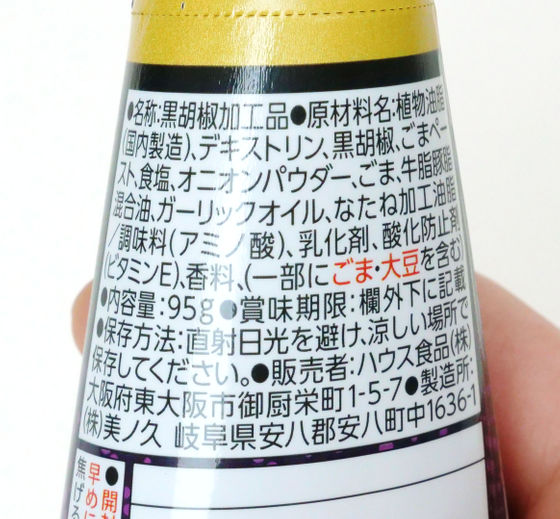 ●名称:黒胡椒加工品●原材料名:植物油脂
(国内製造)、デキストリン、黒胡椒、ごまペー
スト、食塩、オニオンパウダー、ごま、牛脂豚脂
混合油、ガーリックオイル、なたね加工油脂
/調味料(アミノ酸)、乳化剤、酸化防止剤
(ビタミンE)、香料、(一部にごま・大豆を含む)
●内容量:95g●賞味期限:欄外下に記載
●保存方法:直射日光を避け、涼しい場所で
保存してください。●販売者:ハウス食品(株)
大阪府東大阪市御厨栄町1-5-7●製造所:
(株)美ノ久 岐阜県安八郡安八町中1636-1
●開
早めに
焦げる